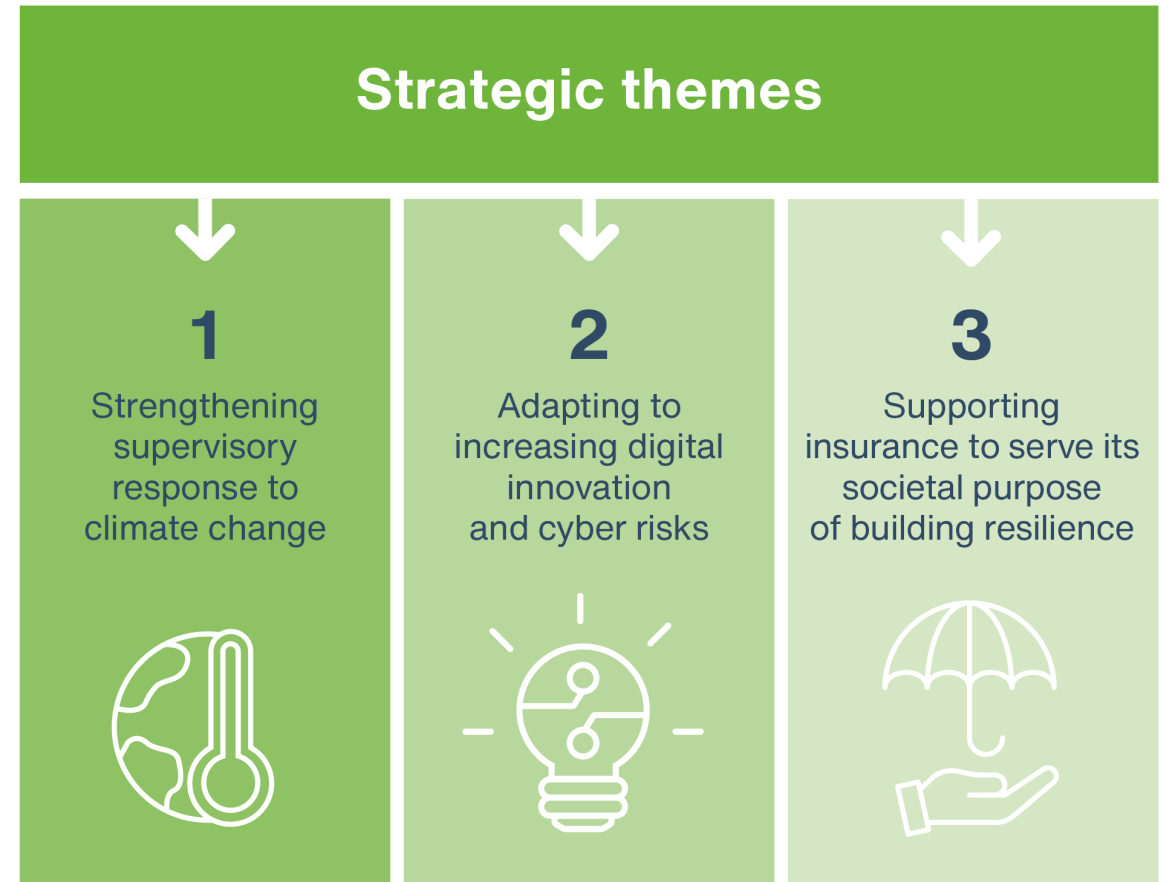 Strategic themes
1
Strengthening
supervisory
response to
climate change
2
Adapting to
increasing digital
innovation
and cyber risks
3
Supporting
insurance to serve its
societal purpose
of building resilience